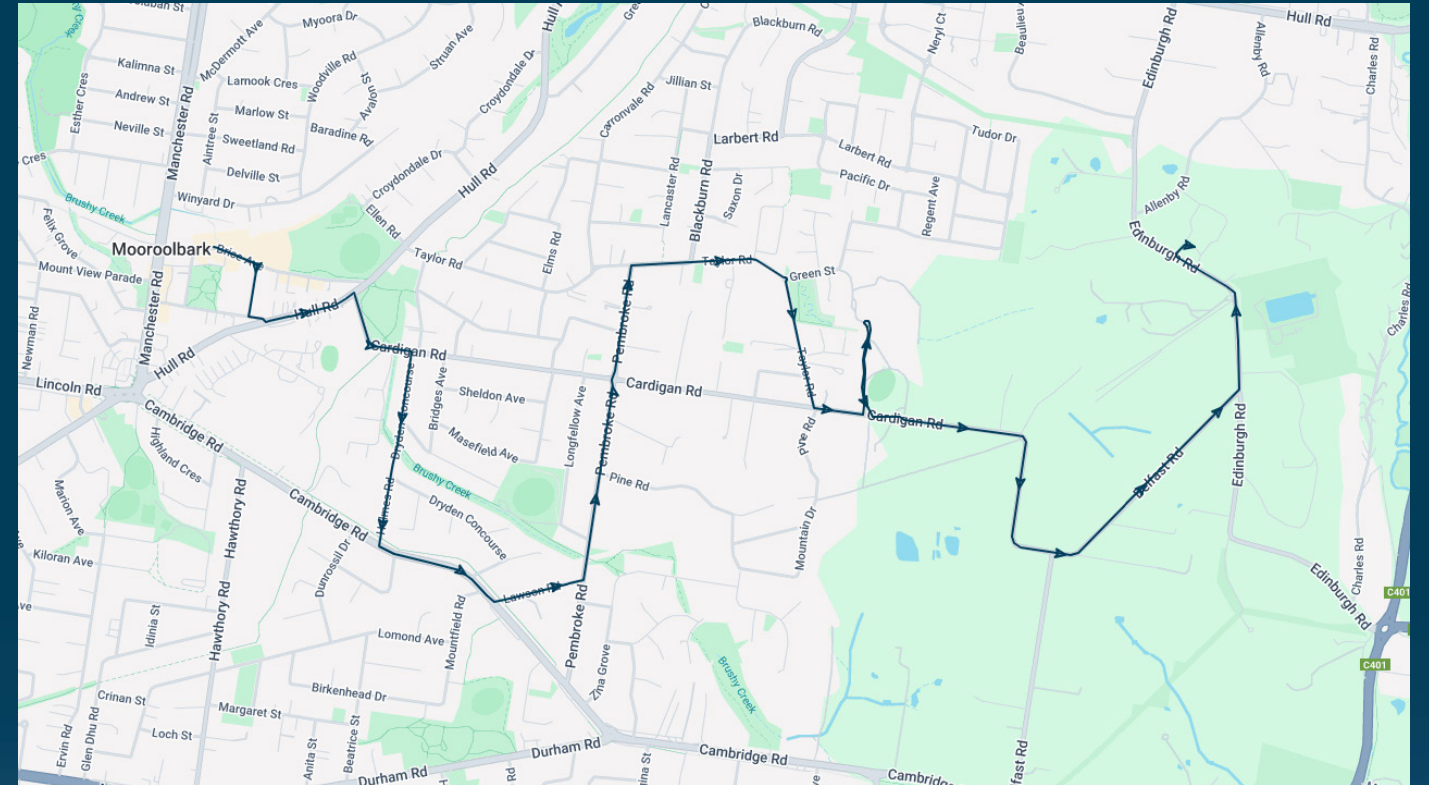 Myoora Dr
Hull Rd
Blackburn Rd
Neryl Ct
Edinburgh Rd
Hull Rd
Allenby Rd
Charles Rd
McDermott Ave
Struan Ave
Kalimna St
Lamook Cres
Woodville Rd
Jillian St
Esther Cres
Andrew St
Manchester Rd
Marlow St
Avalon St
Croydondale Dr
Carronvale Rd
Neville St
Aintree St
Sweetland Rd
Baradine Rd
Larbert Rd
Tudor Dr
Larbert Rd
Cres
Delville St
Croydondale Dr
Hull Rd
Lancaster Rd
Blackburn Rd
Saxon Dr
Pacific Dr
Regent Ave
Allenby Rd
Winyard Dr
Brushy Creek
Ellen Rd
Felix Grove
Mooroolbark
Brice Ave
Taylor Rd
Elms Rd
Taylor Rd
Green St
Edinburgh Rd
Mount View Parade
Manchester Rd
Hull Rd
Pembroke Rd
Charles Rd
Newman Rd
Hull Rd
Cardigan Rd
Taylor Rd
Lincoln Rd
Sheldon Ave
Bridges Ave
Cardigan Rd
Cardigan Rd
Cambridge Rd
Dryden Concourse
Longfellow Ave
Pembroke Rd
Pine Rd
Masefield Ave
Highland Cres
Brushy Creek
Pine Rd
Belfast Rd
Edinburgh Rd
Marion Ave
Hawthory Rd
Cambridge Rd
Holmes Rd
Dryden Concourse
Mountain Dr
Kiloran Ave
Dunrossil Dr
Charles Rd
Edinburgh Rd
C401
Lawson Rd
Idinia St
Hawthory Rd
Lomond Ave
Mountfield Rd
Pembroke Rd
Zina Grove
Brushy Creek
C401
Birkenhead Dr
Crinan St
Margaret St
Ervin Rd
Glen Dhu Rd
Loch St
Anita St
Beatrice St
Durham Rd
Cambridge Rd
Durham Rd
Rd